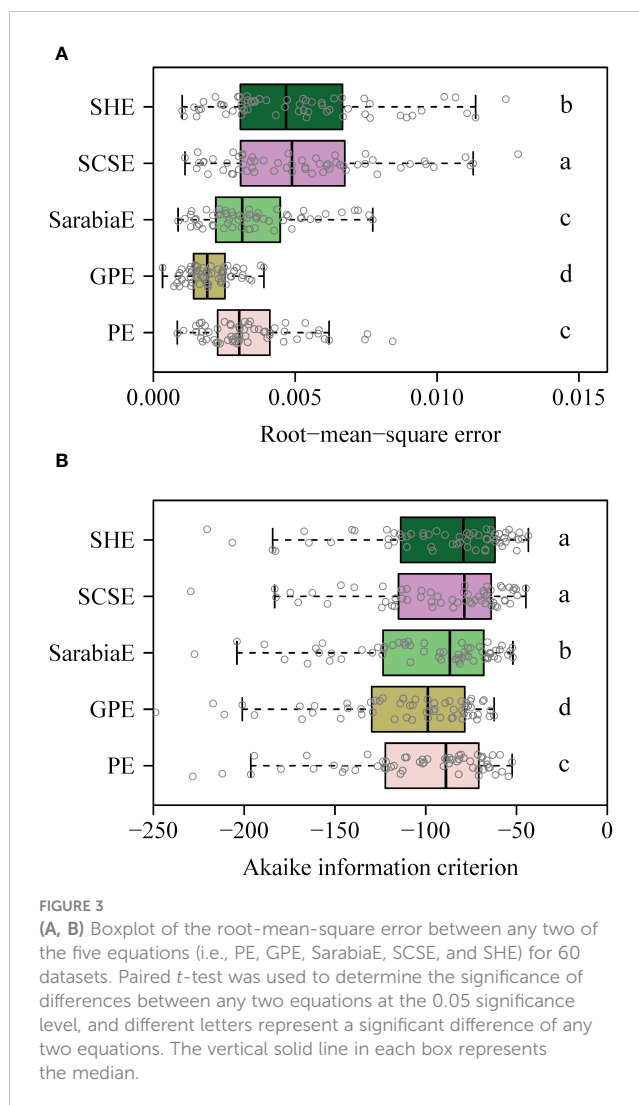 A
SHE b
SCSE a
SarabiaE c
GPE d
PE c
0.000 0.005 0.010 0.015
Root−mean−square error
B
SHE a
SCSE a
SarabiaE b
GPE d
PE c
−250 −200 −150 −100 −50 0
Akaike information criterion
FIGURE 3
(A, B) Boxplot of the root-mean-square error between any two of
the five equations (i.e., PE, GPE, SarabiaE, SCSE, and SHE) for 60
datasets. Paired t-test was used to determine the significance of
differences between any two equations at the 0.05 significance
level, and different letters represent a significant difference of any
two equations. The vertical solid line in each box represents
the median.